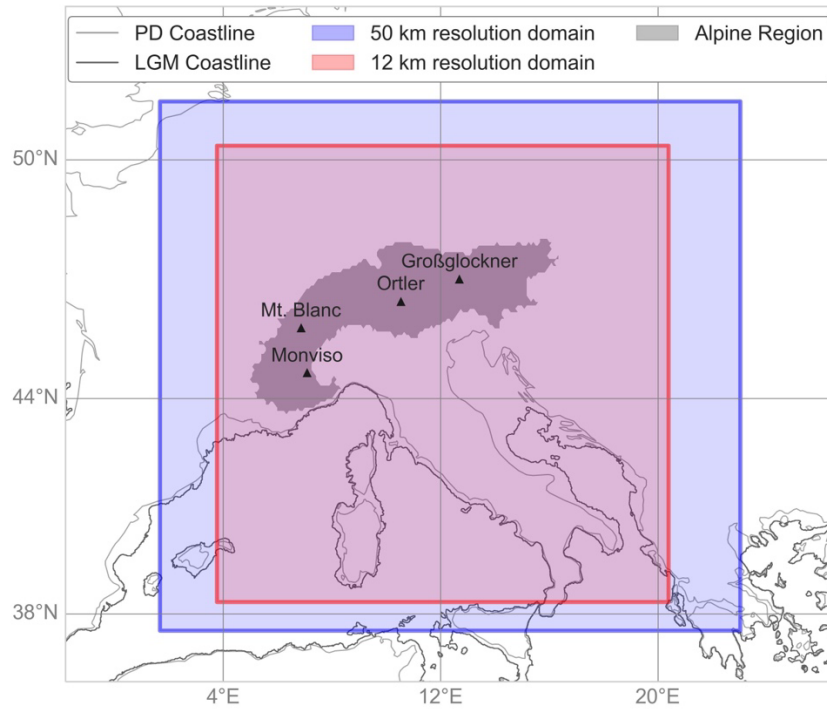 PD Coastline 50 km resolution domain Alpine Region
LGM Coastline 12 km resolution domain
50°N
Großglockner
Ortler
Mt. Blanc
Monviso
44°N
38°N
4°E 12°E 20°E